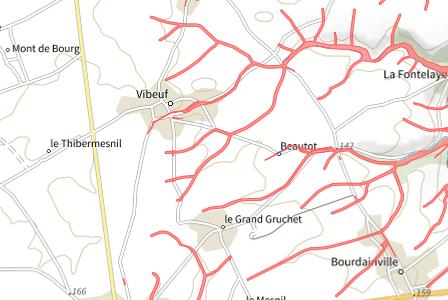 Mont de Bourg
La Fontelaye
Vibeuf
le Thibermesnil
Beautot
142
le Grand Gruchet
Bourdainville
166
159
le Mesnil